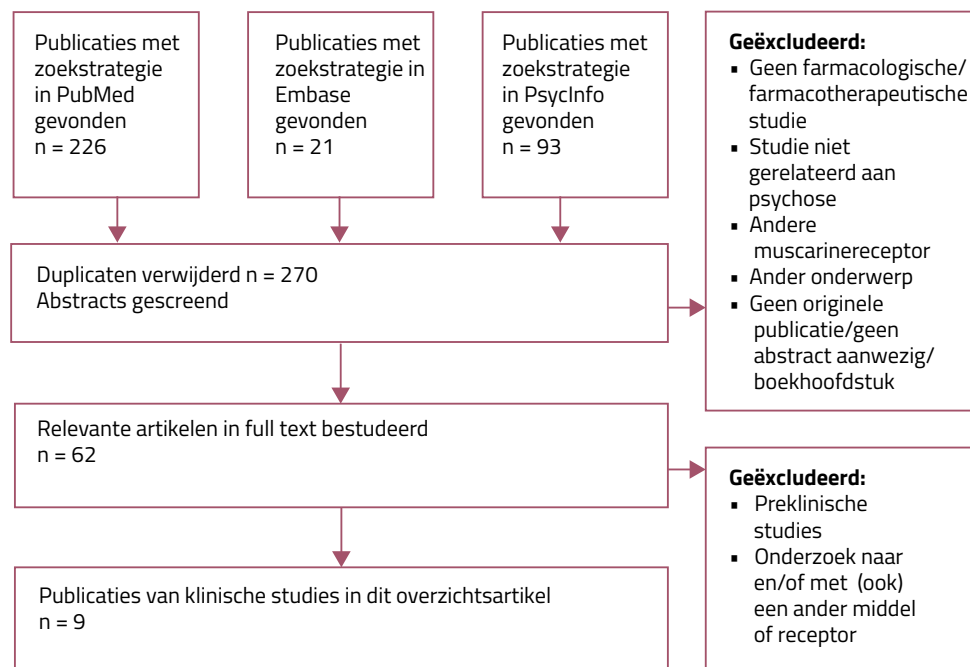 Publicaties met
zoekstrategie
in PubMed
gevonden
n = 226
Publicaties met
zoekstrategie in
Embase
gevonden
n = 21
Publicaties met
zoekstrategie
in PsycInfo
gevonden
n = 93
Geëxcludeerd:
▪ Geen farmacologische/
farmacotherapeutische
studie
▪ Studie niet
gerelateerd aan
psychose
▪ Andere
muscarinereceptor
▪ Ander onderwerp
▪ Geen originele
publicatie/geen
abstract aanwezig/
boekhoofdstuk
Duplicaten verwijderd n = 270
Abstracts gescreend
Relevante artikelen in full text bestudeerd
n = 62
Geëxcludeerd:
▪ Preklinische
studies
▪ Onderzoek naar
en/of met (ook)
een ander middel
of receptor
Publicaties van klinische studies in dit overzichtsartikel
n = 9